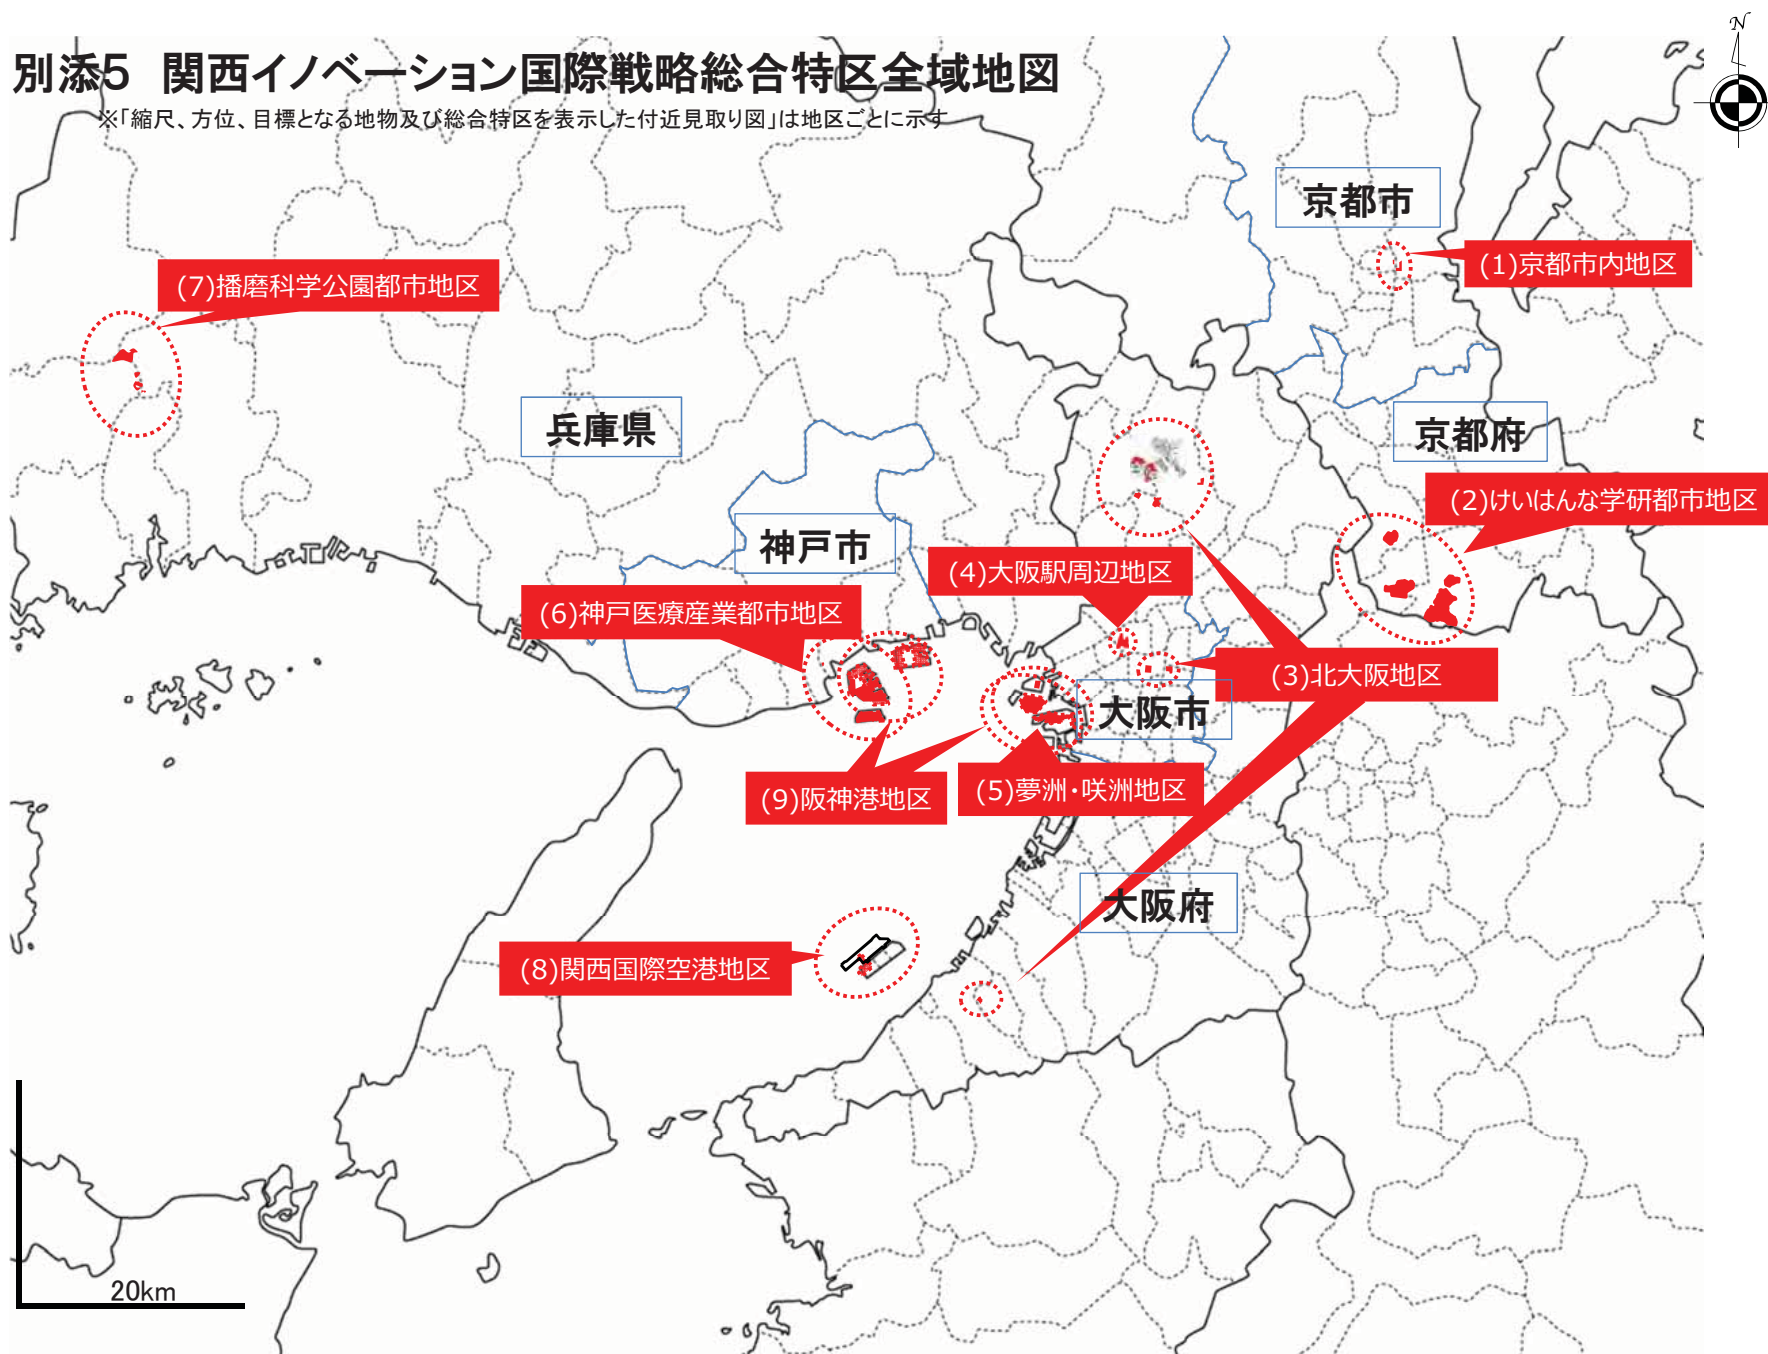 別添5 関西イノベーション国際戦略総合特区全域地図
※「縮尺、方位、目標となる地物及び総合特区を表示した付近見取り図」は地区ごとに示す
N
京都市
(1)京都市内地区
(7)播磨科学公園都市地区
兵庫県
京都府
(2)けいはんな学研都市地区
神戸市
(4)大阪駅周辺地区
(6)神戸医療産業都市地区
(3)北大阪地区
大阪市
(9)阪神港地区
(5)夢洲・咲洲地区
大阪府
(8)関西国際空港地区
20km